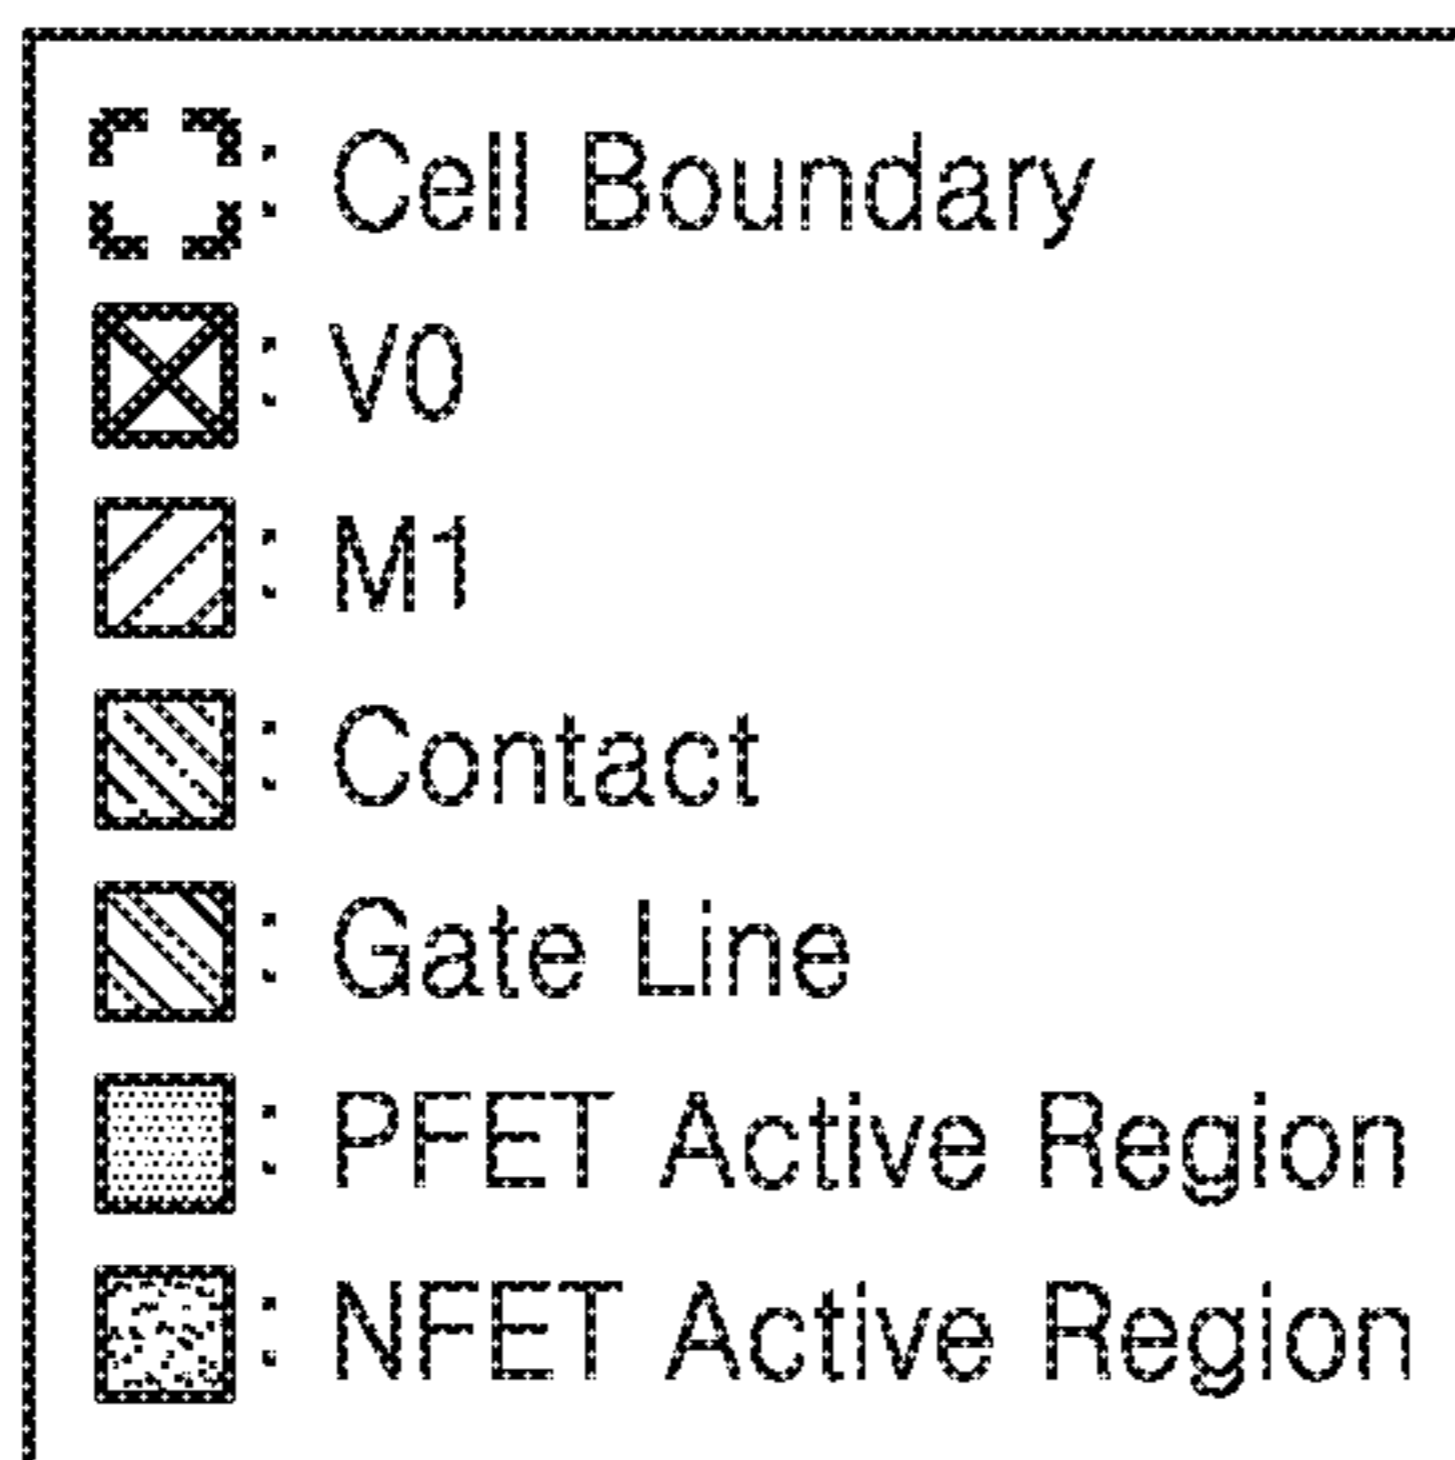 : Cell Boundary
: V0
: M1
: Contact
: Gate Line
: PFET Active Region
: NFET Active Region